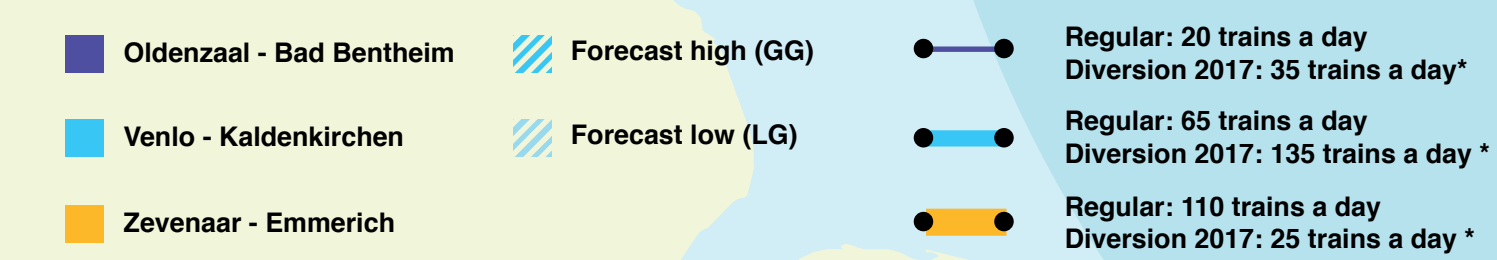 Oldenzaal - Bad Bentheim
Venlo - Kaldenkirchen
Zevenaar - Emmerich
Forecast high (GG)
Forecast low (LG)
Regular: 20 trains a day
Diversion 2017: 35 trains a day*
Regular: 65 trains a day
Diversion 2017: 135 trains a day *
Regular: 110 trains a day
Diversion 2017: 25 trains a day *